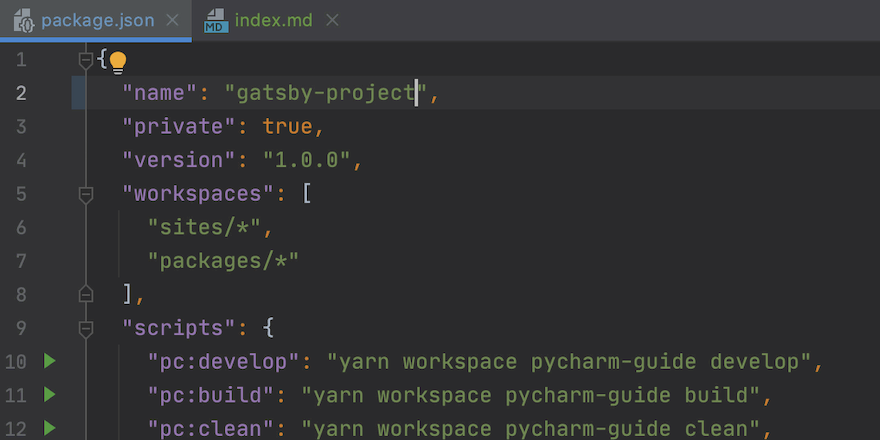 package.json index.md
MD
1 {
2 "name": "gatsby-project",
3 "private": true,
4 "version": "1.0.0",
5 "workspaces": [
6 "sites/*",
7 "packages/*"
8 ],
9 "scripts": {
10 "pc:develop": "yarn workspace pycharm-guide develop",
11 "pc:build": "yarn workspace pycharm-guide build",
12 "pc:clean": "yarn workspace pycharm-guide clean",